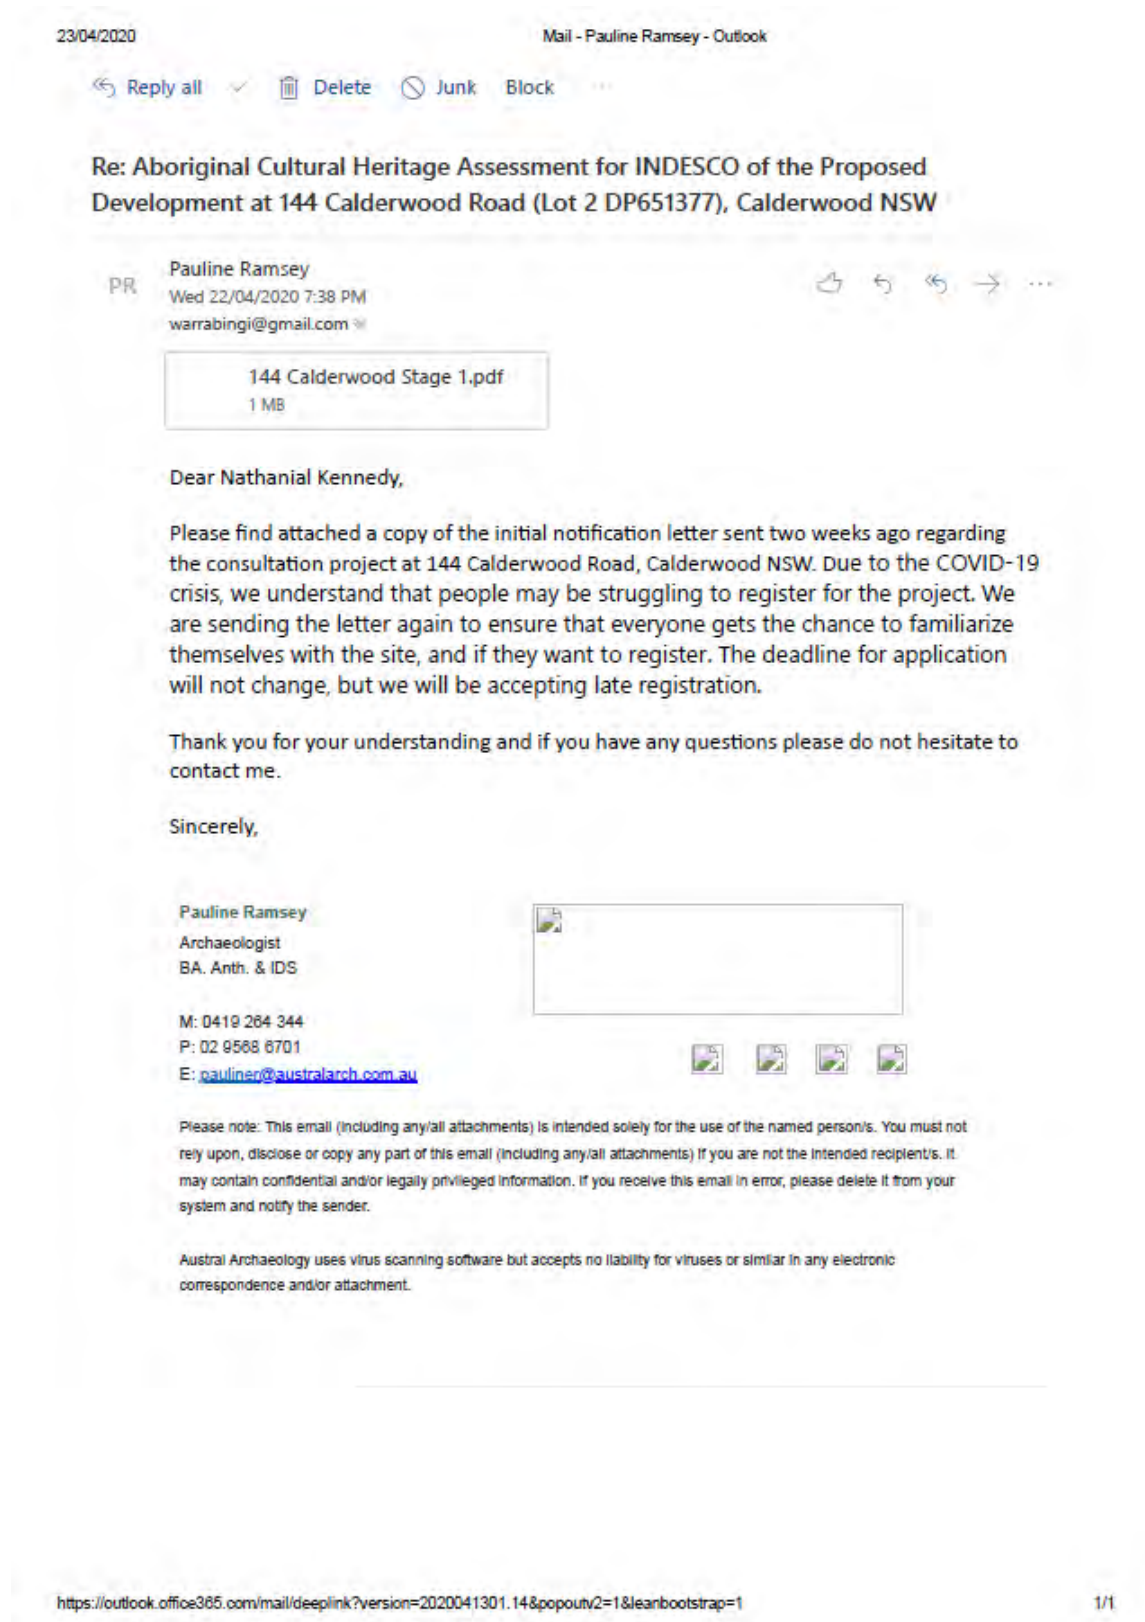 23/04/2020
Mail - Pauline Ramsey - Outlook
Reply all
Delete
Junk
Block
Re: Aboriginal Cultural Heritage Assessment for INDESCO of the Proposed
Development at 144 Calderwood Road (Lot 2 DP651377), Calderwood NSW
PR
Pauline Ramsey
Wed 22/04/2020 7:38 PM
warrabingi@gmail.com
144 Calderwood Stage 1.pdf
1 MB
Dear Nathanial Kennedy,
Please find attached a copy of the initial notification letter sent two weeks ago regarding
the consultation project at 144 Calderwood Road, Calderwood NSW. Due to the COVID-19
crisis, we understand that people may be struggling to register for the project. We
are sending the letter again to ensure that everyone gets the chance to familiarize
themselves with the site, and if they want to register. The deadline for application
will not change, but we will be accepting late registration.
Thank you for your understanding and if you have any questions please do not hesitate to
contact me.
Sincerely,
Pauline Ramsey
Archaeologist
BA. Anth. & IDS
M: 0419 264 344
P: 02 9568 6701
E: pauliner@australarch.com.au
Please note: This email (including any/all attachments) is intended solely for the use of the named person/s. You must not
rely upon, disclose or copy any part of this email (including any/all attachments) if you are not the intended recipient/s. It
may contain confidential and/or legally privileged information. If you receive this email in error, please delete it from your
system and notify the sender.
Austral Archaeology uses virus scanning software but accepts no liability for viruses or similar in any electronic
correspondence and/or attachment.
https://outlook.office365.com/mail/deeplink?version=2020041301.14&popoutv2=1&leanbootstrap=1
1/1